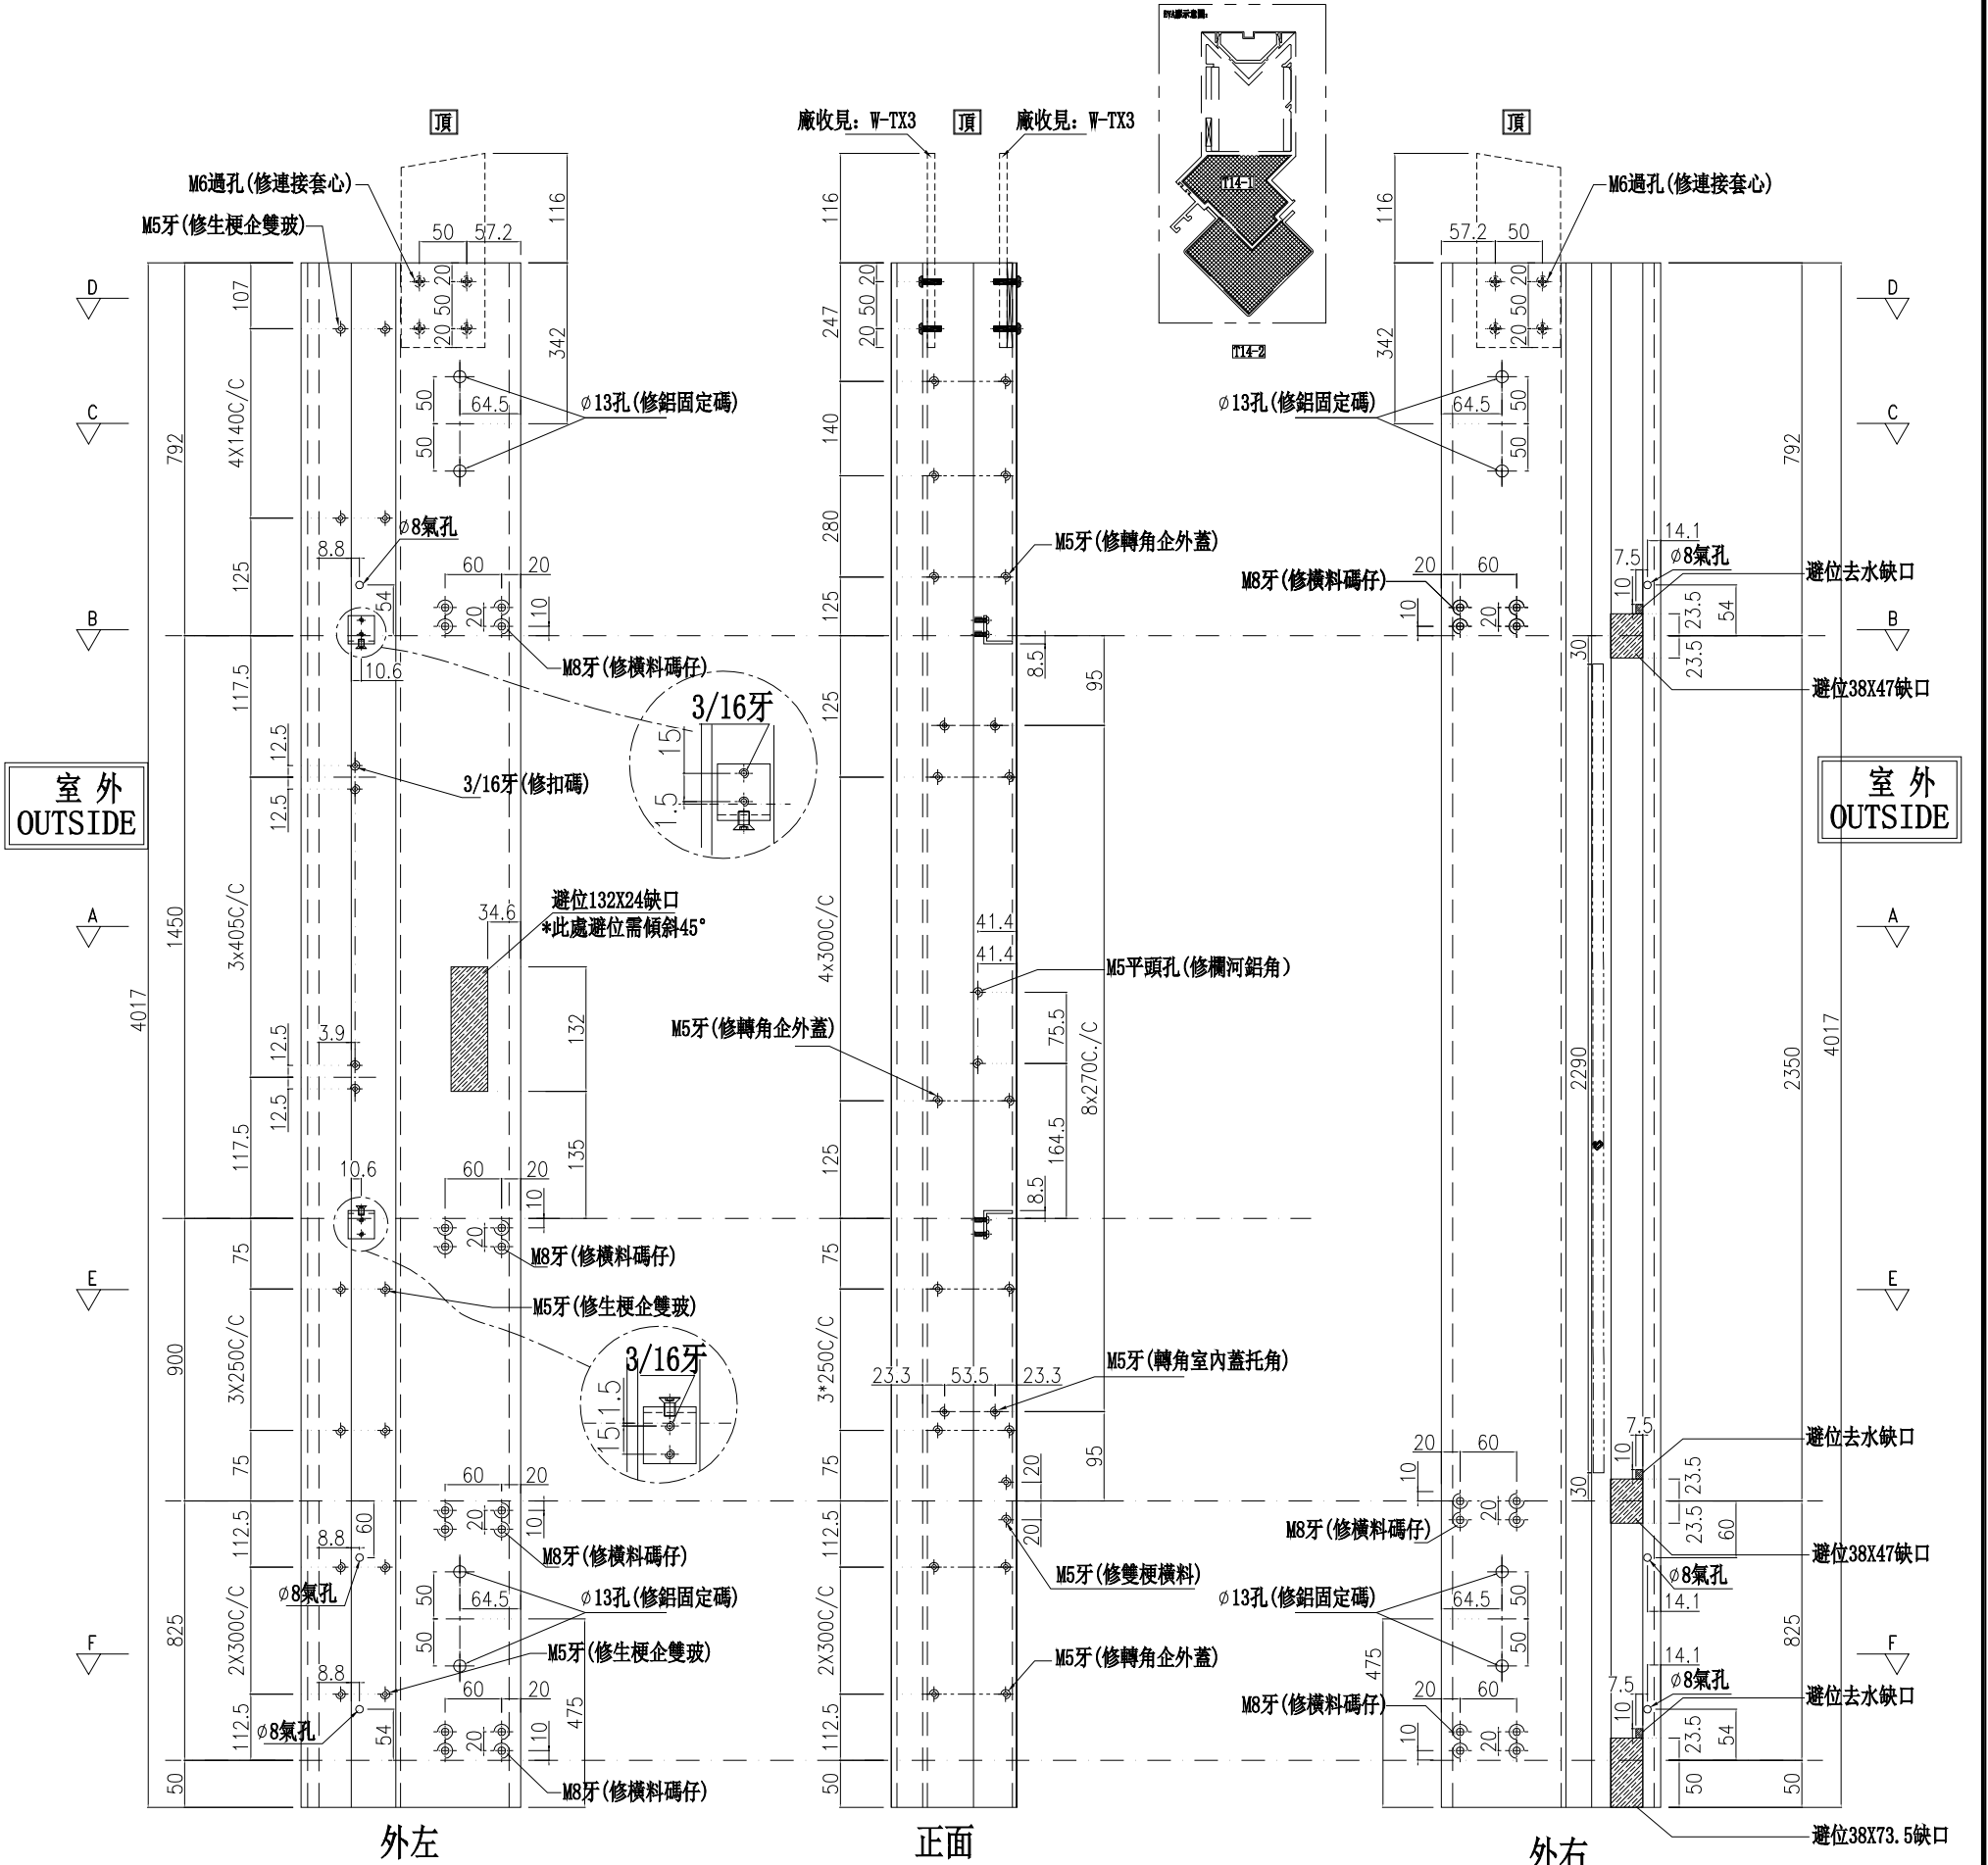 EVA膠示意圖:
T14-1
T14-2
頂
M6過孔(修連接套心)
M5牙(修生梗企雙玻)
116
50
57.2
20
50
20
342
107
4X140C/C
792
D
C
50
50
64.5
∅13孔(修鋁固定碼)
∅8氣孔
8.8
125
54
60
20
20
10
B
M8牙(修橫料碼仔)
10.6
117.5
3/16牙
15
1.5
12.5
12.5
3/16牙(修扣碼)
室 外
OUTSIDE
避位132X24缺口
*此處避位需傾斜45°
34.6
A
1450
3x405C/C
4017
132
135
3.9
12.5
12.5
117.5
10.6
60
20
10
20
M8牙(修橫料碼仔)
75
E
M5牙(修生梗企雙玻)
900
3X250C/C
3/16牙
1.5
15
75
60
20
20
10
M8牙(修橫料碼仔)
60
8.8
112.5
∅8氣孔
50
50
64.5
∅13孔(修鋁固定碼)
825
2X300C/C
F
M5牙(修生梗企雙玻)
8.8
60
20
475
∅8氣孔
54
20
10
112.5
M8牙(修橫料碼仔)
50
外左
廠收見: W-TX3
頂
廠收見: W-TX3
116
20
50
20
247
140
280
M5牙(修轉角企外蓋)
125
8.5
95
125
41.4
41.4
4x300C/C
M5平頭孔(修欄河鋁角)
75.5
M5牙(修轉角企外蓋)
8x270C./C
164.5
125
8.5
75
3*250C/C
M5牙(轉角室內蓋托角)
23.3
53.5
23.3
75
20
95
20
112.5
M5牙(修雙梗橫料)
2X300C/C
M5牙(修轉角企外蓋)
112.5
50
正面
頂
M6過孔(修連接套心)
116
57.2
50
20
50
20
342
D
C
∅13孔(修鋁固定碼)
64.5
50
50
792
14.1
7.5
∅8氣孔
避位去水缺口
M8牙(修橫料碼仔)
20
60
10
20
10
23.5
54
B
23.5
30
避位38X47缺口
室 外
OUTSIDE
A
2290
2350
4017
E
7.5
避位去水缺口
20
60
10
10
23.5
30
20
23.5
60
M8牙(修橫料碼仔)
避位38X47缺口
∅8氣孔
∅13孔(修鋁固定碼)
64.5
50
50
14.1
825
475
F
14.1
7.5
∅8氣孔
避位去水缺口
M8牙(修橫料碼仔)
20
60
10
20
10
23.5
54
50
50
避位38X73.5缺口
外右